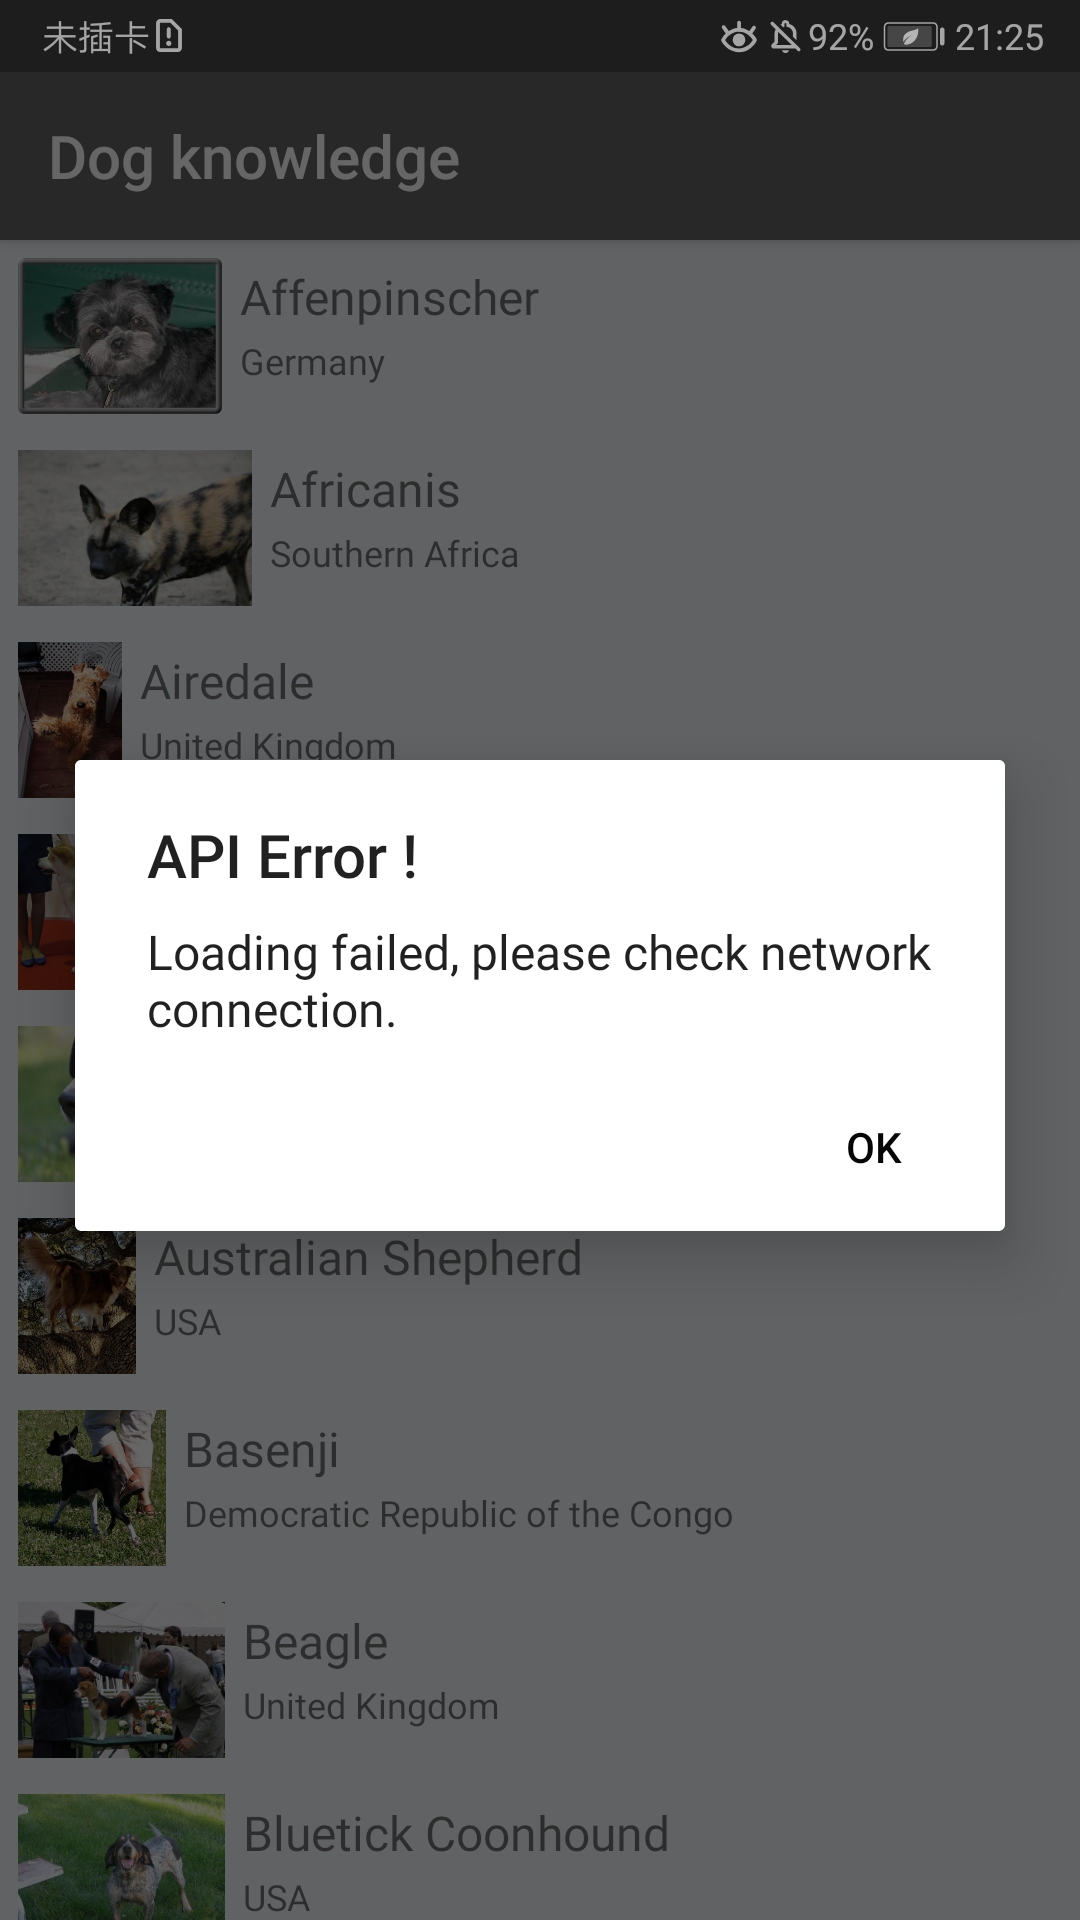 未插卡
92%
21:25
Dog knowledge
Affenpinscher
Germany
Africanis
Southern Africa
Airedale
United Kingdom
API Error !
Loading failed, please check network
connection.
OK
Australian Shepherd
USA
Basenji
Democratic Republic of the Congo
Beagle
United Kingdom
Bluetick Coonhound
USA